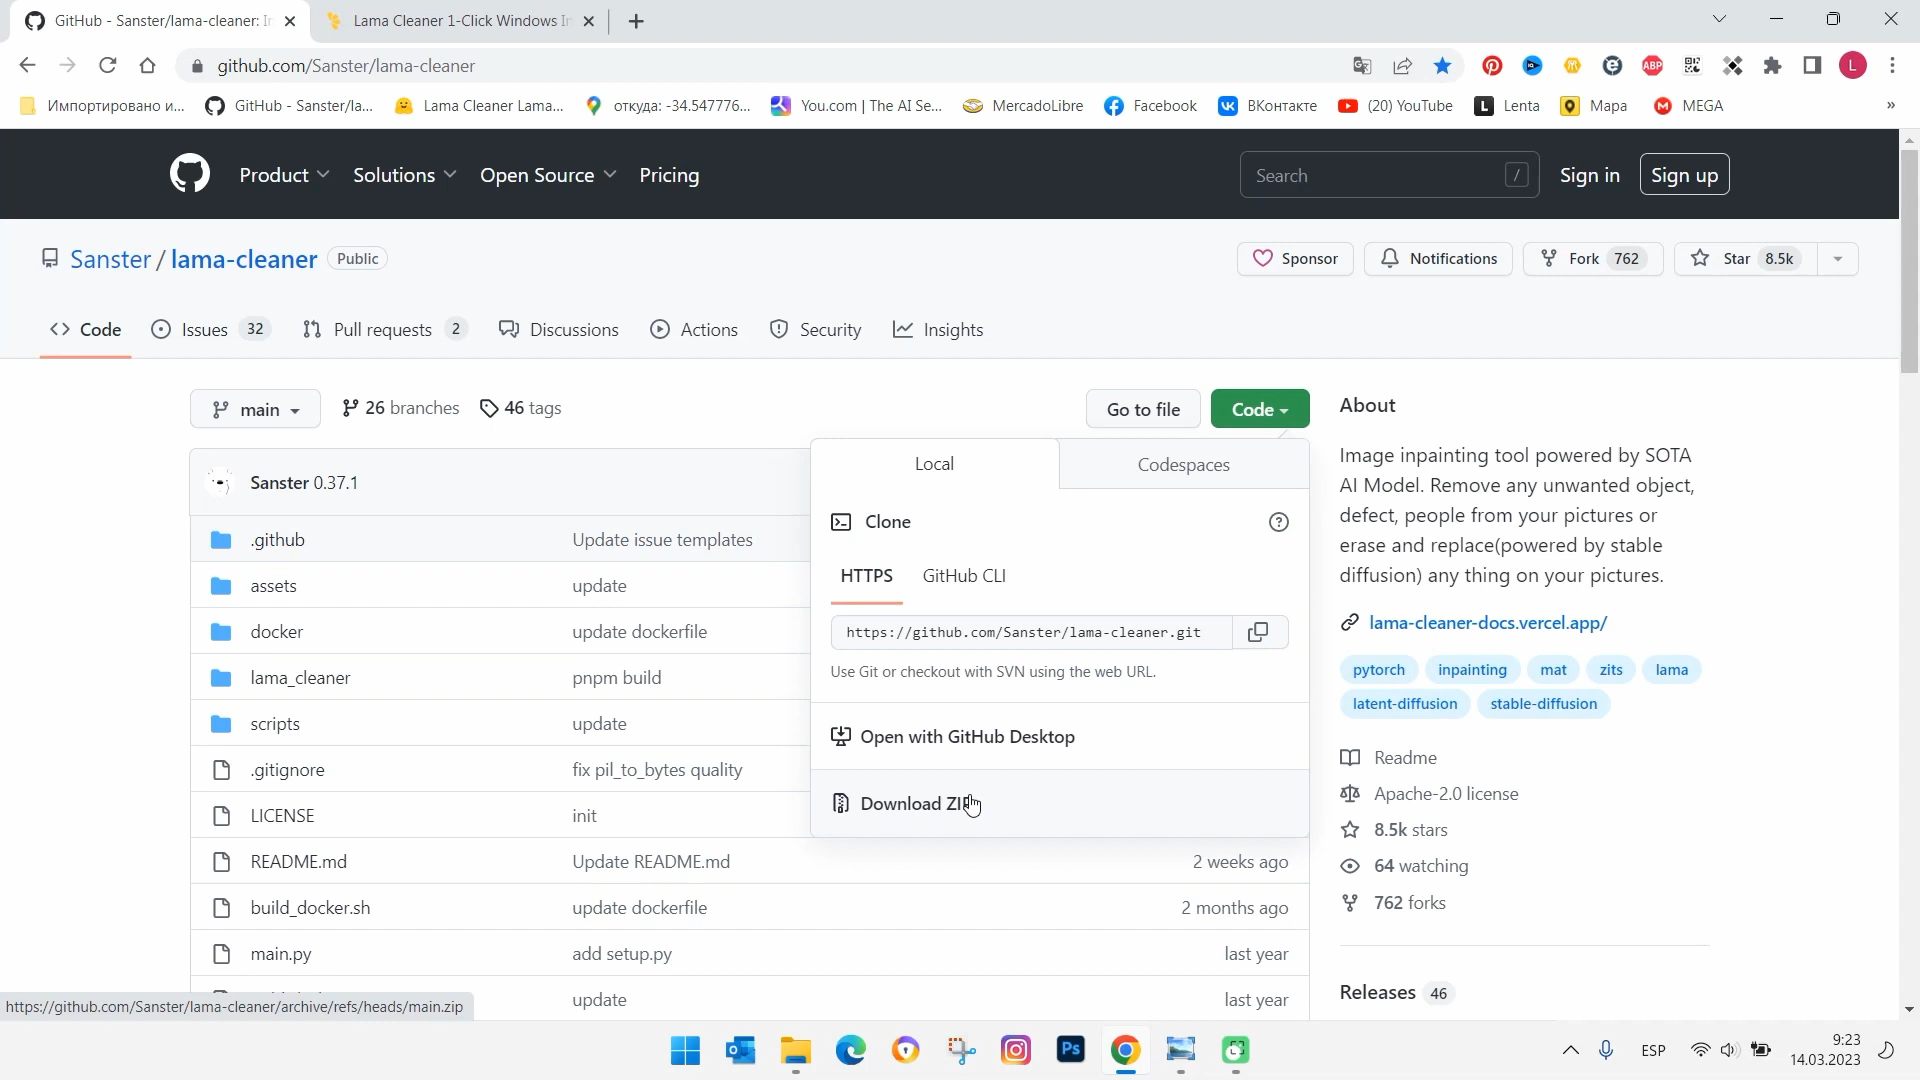 GitHub - Sanster/lama-cleaner: I
Lama Cleaner 1-Click Windows In
github.com/Sanster/lama-cleaner
ABP
L
Импортировано и...
GitHub - Sanster/la...
Lama Cleaner Lama...
откуда: -34.547776...
You.com | The AI Se...
MercadoLibre
Facebook
ВКонтакте
(20) YouTube
L Lenta
Мара
MEGA
»
Product
Solutions
Open Source
Pricing
Search /
Sign in
Sign up
Sanster / lama-cleaner
Public
Sponsor
Notifications
Fork 762
Star 8.5k
Code
Issues 32
Pull requests 2
Discussions
Actions
Security
Insights
main
26 branches
46 tags
Go to file
Code
About
Sanster 0.37.1
Local
Codespaces
Clone
HTTPS
GitHub CLI
https://github.com/Sanster/lama-cleaner.git
Use Git or checkout with SVN using the web URL.
Open with GitHub Desktop
Download ZIP
.github Update issue templates
assets update
docker update dockerfile
lama_cleaner pnpm build
scripts update
.gitignore fix pil_to_bytes quality
LICENSE init
README.md Update README.md 2 weeks ago
build_docker.sh update dockerfile 2 months ago
main.py add setup.py last year
update last year
Image inpainting tool powered by SOTA
AI Model. Remove any unwanted object,
defect, people from your pictures or
erase and replace(powered by stable
diffusion) any thing on your pictures.
lama-cleaner-docs.vercel.app/
pytorch inpainting mat zits lama
latent-diffusion stable-diffusion
Readme
Apache-2.0 license
8.5k stars
64 watching
762 forks
Releases 46
https://github.com/Sanster/lama-cleaner/archive/refs/heads/main.zip
Ps
ESP
9:23
14.03.2023